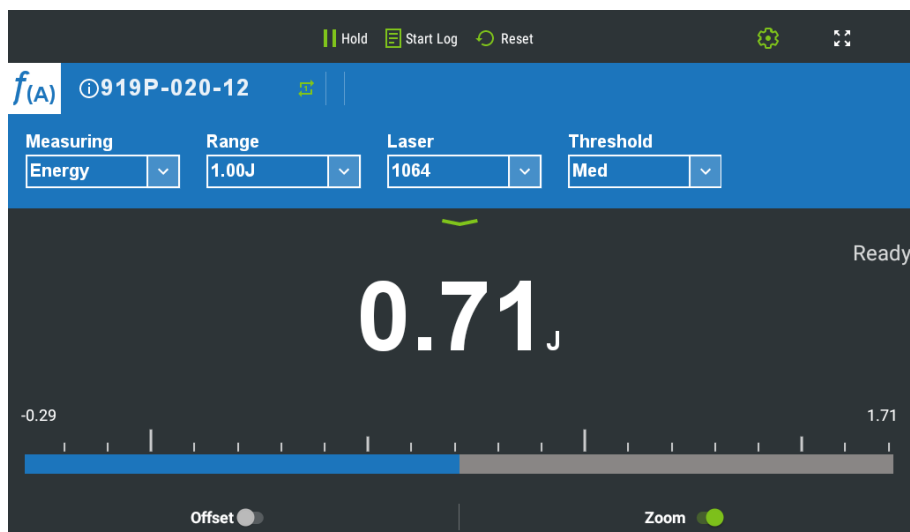 Hold Start Log Reset
f(A) 919P-020-12
Measuring Range Laser Threshold
Energy 1.00J 1064 Med
Ready
0.71 J
-0.29 1.71
Offset Zoom